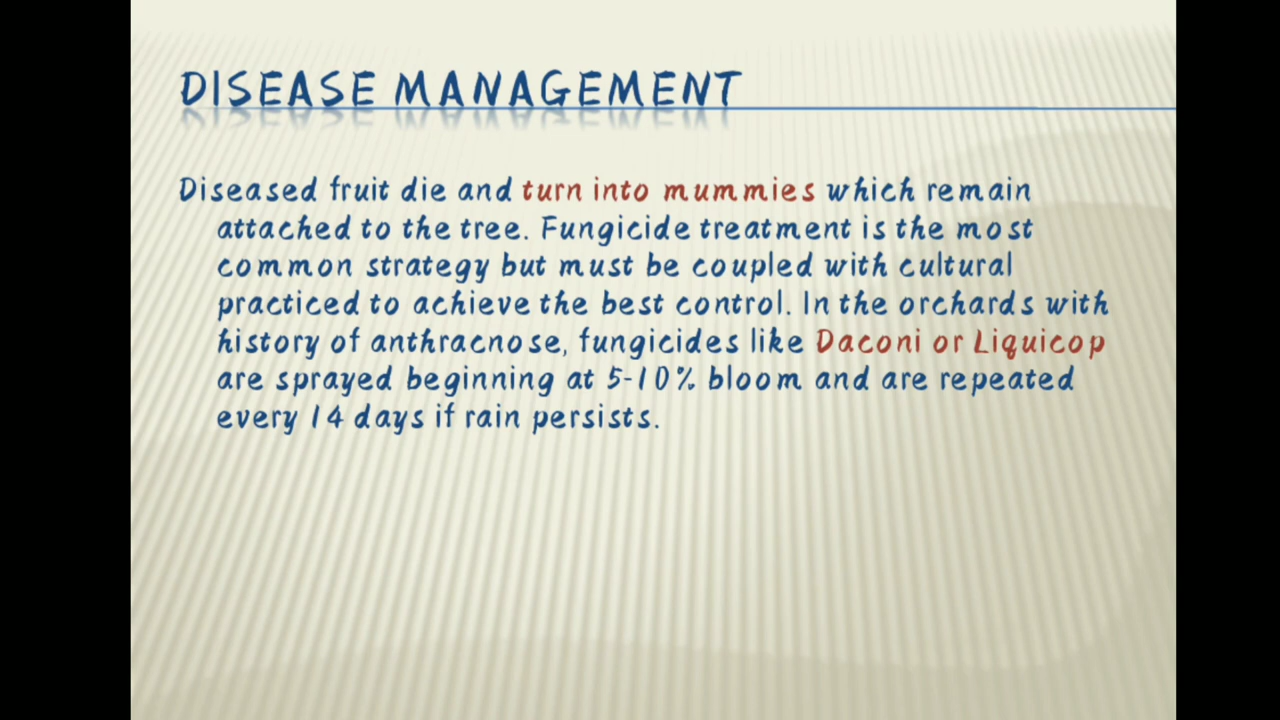 DISEASE MANAGEMENT
Diseased fruit die and turn into mummies which remain
attached to the tree. Fungicide treatment is the most
common strategy but must be coupled with cultural
practiced to achieve the best control. In the orchards with
history of anthracnose, fungicides like Daconi or Liquicop
are sprayed beginning at 5-10% bloom and are repeated
every 14 days if rain persists.